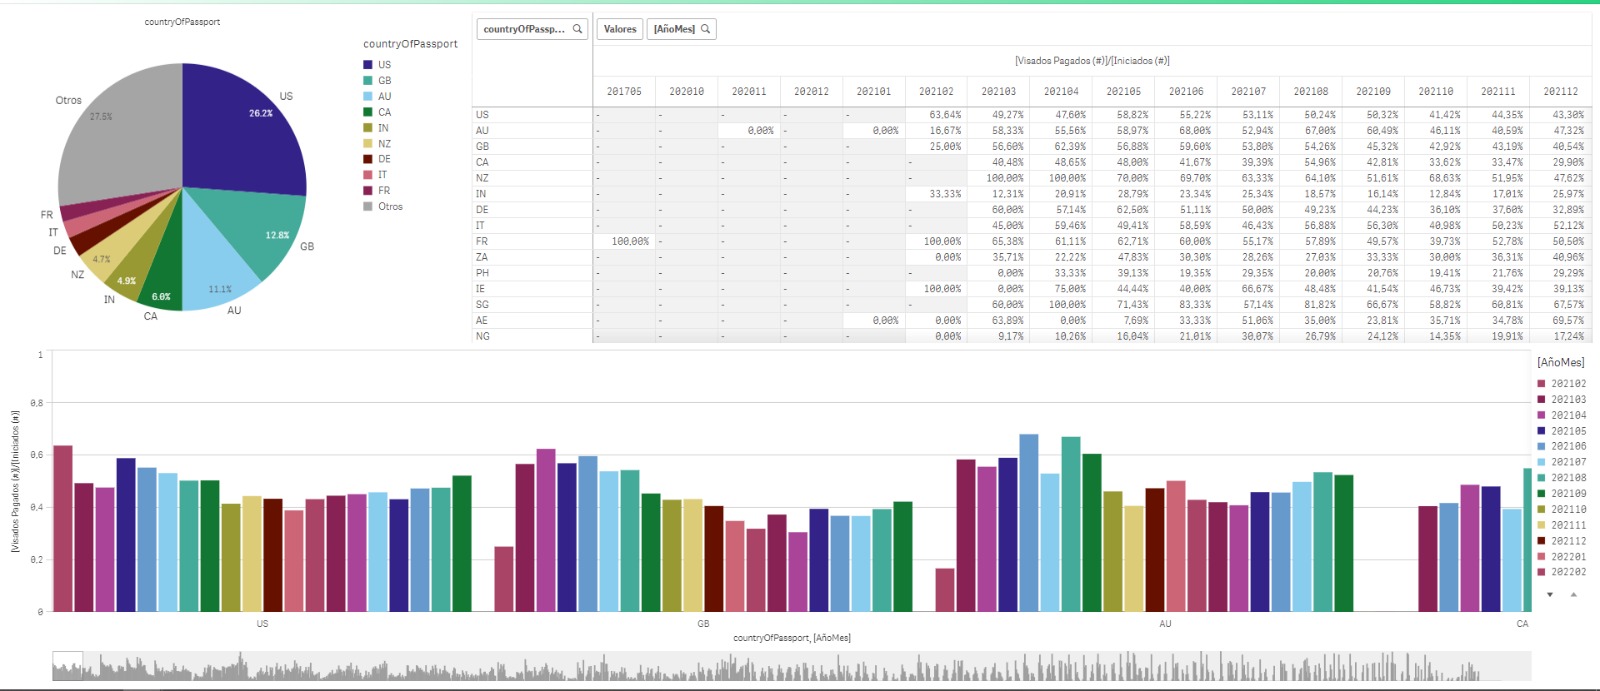 countryOfPassport
countryOfPassport
US
GB
AU
CA
IN
NZ
DE
IT
FR
Otros
US
26.2%
GB
12.8%
AU
11.1%
CA
6.0%
IN
4.9%
NZ
4.7%
DE
IT
FR
Otros
27.5%
countryOfPassp... Valores [AñoMes]
[Visados Pagados (#)]/[Iniciados (#)]
201705 202010 202011 202012 202101 202102 202103 202104 202105 202106 202107 202108 202109 202110 202111 202112
US - - - - - 63,64% 49,27% 47,60% 58,82% 55,22% 53,11% 50,24% 50,32% 41,42% 44,35% 43,30%
AU - - 0,00% - 0,00% 16,67% 58,33% 55,56% 58,97% 68,00% 52,94% 67,00% 60,49% 46,11% 40,59% 47,32%
GB - - - - - 25,00% 56,60% 62,39% 56,88% 59,60% 53,80% 54,26% 45,32% 42,92% 43,19% 40,54%
CA - - - - - - 40,48% 48,65% 48,00% 41,67% 39,39% 54,96% 42,81% 33,62% 33,47% 29,90%
NZ - - - - - - 100,00% 100,00% 70,00% 69,70% 63,33% 64,10% 51,61% 68,63% 51,95% 47,62%
IN - - - - - 33,33% 12,31% 20,91% 28,79% 23,34% 25,34% 18,57% 16,14% 12,84% 17,01% 25,97%
DE - - - - - - 60,00% 57,14% 62,50% 51,11% 50,00% 49,23% 44,23% 36,10% 37,60% 32,89%
IT - - - - - - 45,00% 59,46% 49,41% 58,59% 46,43% 56,88% 56,30% 40,98% 50,23% 52,12%
FR 100,00% - - - - 100,00% 65,38% 61,11% 62,71% 60,00% 55,17% 57,89% 49,57% 39,73% 52,78% 50,50%
ZA - - - - - 0,00% 35,71% 22,22% 47,83% 30,30% 28,26% 27,03% 33,33% 30,00% 36,31% 40,96%
PH - - - - - - 0,00% 33,33% 39,13% 19,35% 29,35% 20,00% 20,76% 19,41% 21,76% 29,29%
IE - - - - - 100,00% 0,00% 75,00% 44,44% 40,00% 66,67% 48,48% 41,54% 46,73% 39,42% 39,13%
SG - - - - - - 60,00% 100,00% 71,43% 83,33% 57,14% 81,82% 66,67% 58,82% 60,81% 67,57%
AE - - - - 0,00% 0,00% 63,89% 0,00% 7,69% 33,33% 51,06% 35,00% 23,81% 35,71% 34,78% 69,57%
NG - - - - - 0,00% 9,17% 10,26% 16,04% 21,01% 30,07% 26,79% 24,12% 14,35% 19,91% 17,24%
[Visados Pagados (#)]/[Iniciados (#)]
1
0.8
0.6
0.4
0.2
0
US GB AU CA
countryOfPassport, [AñoMes]
[AñoMes]
202102
202103
202104
202105
202106
202107
202108
202109
202110
202111
202112
202201
202202